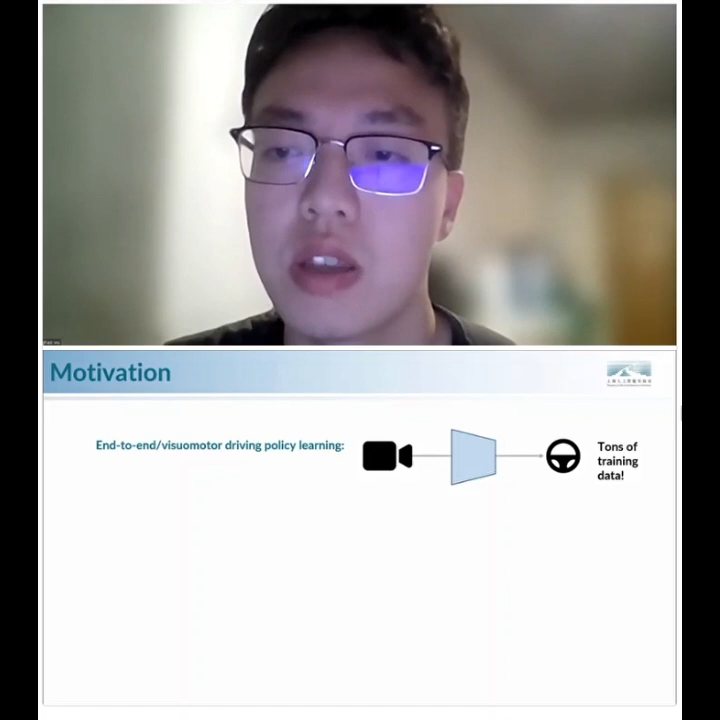 Motivation
End-to-end/visuomotor driving policy learning:
Tons of
training
data!